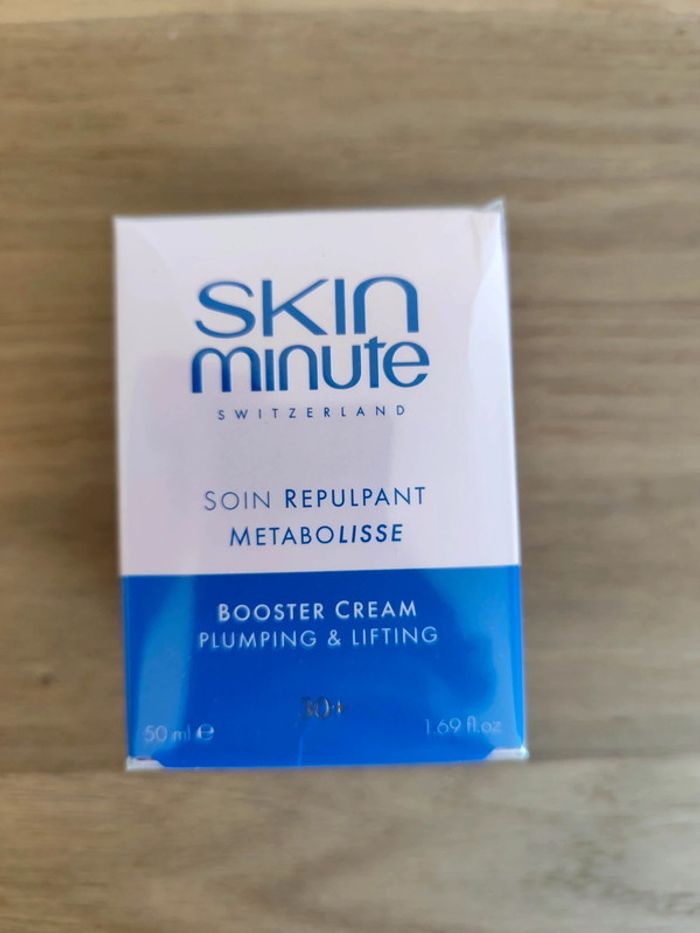 SKIN
minute
SWITZERLAND
SOIN REPULPANT
METABOLISSE
BOOSTER CREAM
PLUMPING & LIFTING
30+
50 ml ℮
1.69 fl.oz